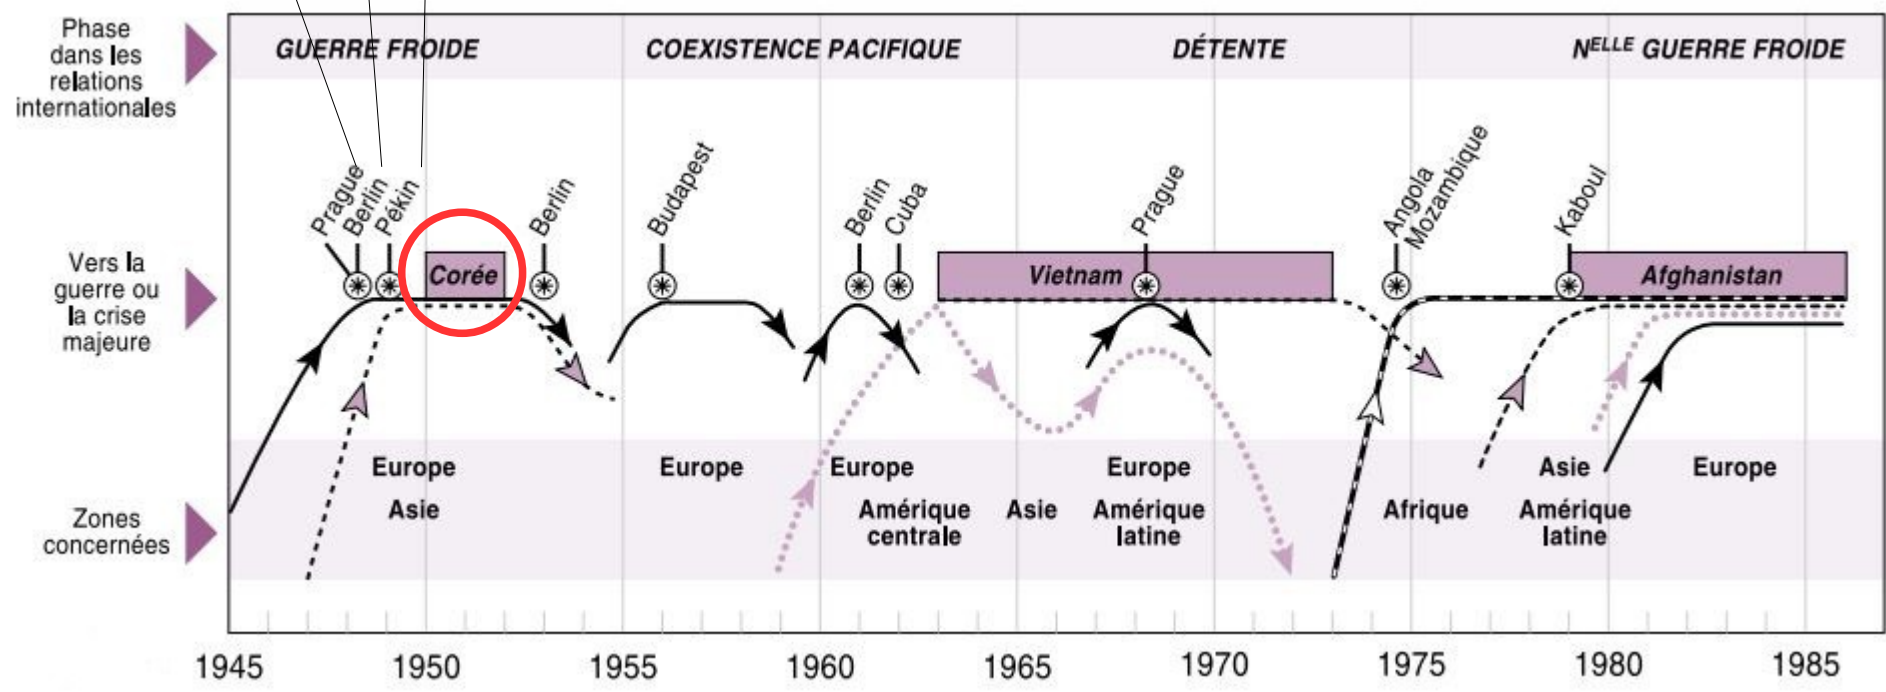 Phase
dans les
relations
internationales
GUERRE FROIDE
COEXISTENCE PACIFIQUE
DÉTENTE
NELLE GUERRE FROIDE
Prague
Berlin
Pékin
Berlin
Budapest
Berlin
Cuba
Prague
Angola
Mozambique
Kaboul
Vers la
guerre ou
la crise
majeure
Corée
Vietnam
Afghanistan
Zones
concernées
Europe
Asie
Europe
Europe
Amérique
centrale
Asie
Europe
Amérique
latine
Afrique
Asie
Amérique
latine
Europe
1945
1950
1955
1960
1965
1970
1975
1980
1985